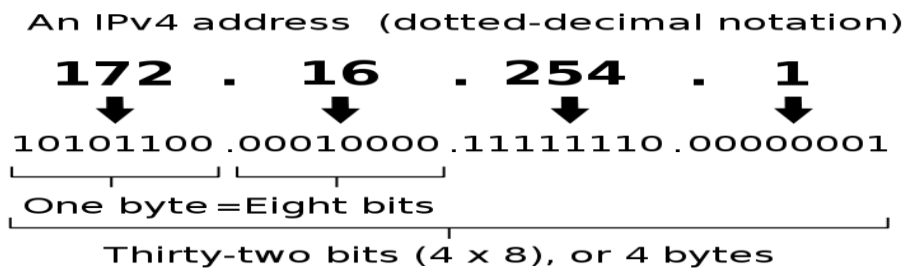 An IPv4 address (dotted-decimal notation)
172 . 16 . 254 . 1
10101100 .00010000 .11111110 .00000001
One byte =Eight bits
Thirty-two bits (4 x 8), or 4 bytes